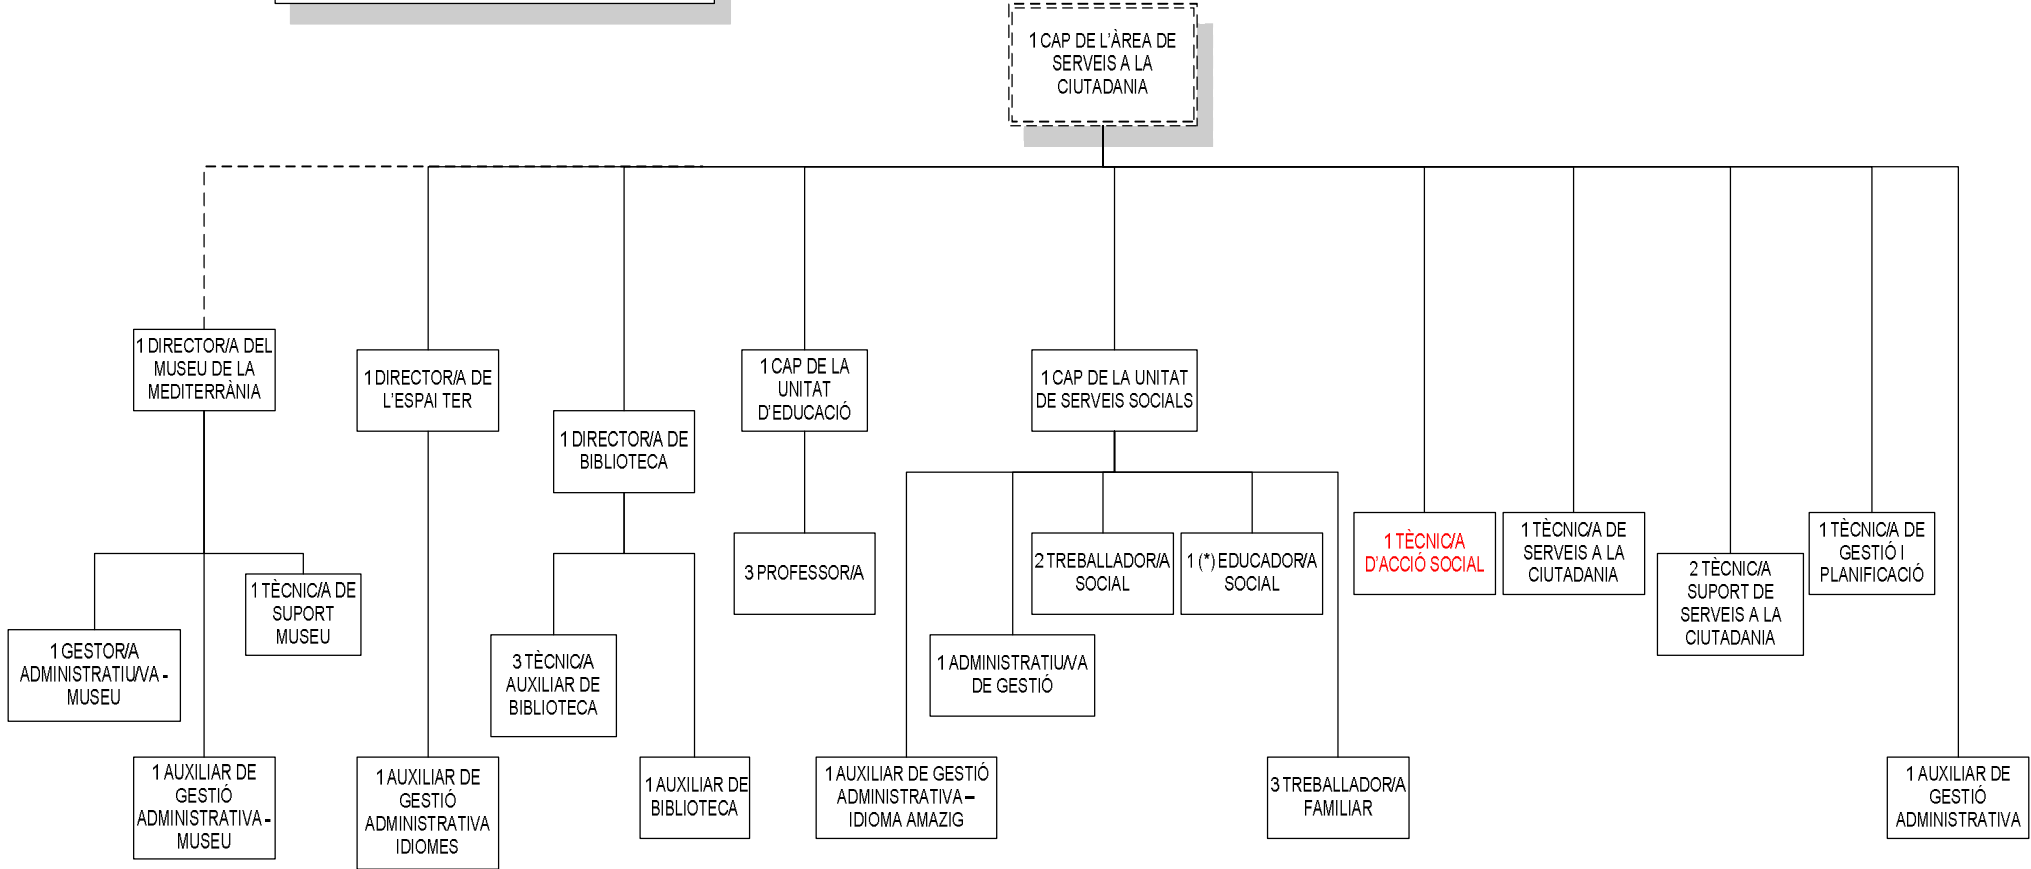 1 CAP DE L'ÀREA DE
SERVEIS A LA
CIUTADANIA
1 DIRECTOR/A DEL
MUSEU DE LA
MEDITERRÀNIA
1 DIRECTOR/A DE
L'ESPAI TER
1 DIRECTOR/A DE
BIBLIOTECA
1 CAP DE LA
UNITAT
D'EDUCACIÓ
1 CAP DE LA UNITAT
DE SERVEIS SOCIALS
1 TÈCNIC/A
D'ACCIÓ SOCIAL
1 TÈCNIC/A DE
SERVEIS A LA
CIUTADANIA
2 TÈCNIC/A
SUPORT DE
SERVEIS A LA
CIUTADANIA
1 TÈCNIC/A DE
GESTIÓ I
PLANIFICACIÓ
3 PROFESSOR/A
2 TREBALLADOR/A
SOCIAL
1 (*) EDUCADOR/A
SOCIAL
1 TÈCNIC/A DE
SUPORT
MUSEU
1 GESTOR/A
ADMINISTRATIU/VA -
MUSEU
3 TÈCNIC/A
AUXILIAR DE
BIBLIOTECA
1 ADMINISTRATIU/VA
DE GESTIÓ
1 AUXILIAR DE
GESTIÓ
ADMINISTRATIVA -
MUSEU
1 AUXILIAR DE
GESTIÓ
ADMINISTRATIVA
IDIOMES
1 AUXILIAR DE
BIBLIOTECA
1 AUXILIAR DE GESTIÓ
ADMINISTRATIVA –
IDIOMA AMAZIG
3 TREBALLADOR/A
FAMILIAR
1 AUXILIAR DE
GESTIÓ
ADMINISTRATIVA